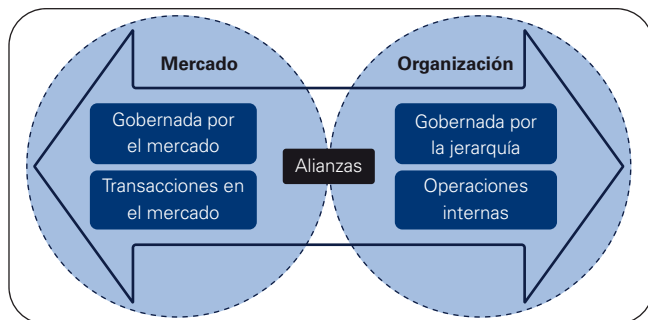 Mercado
Organización
Gobernada por
el mercado
Transacciones en
el mercado
Alianzas
Gobernada por
la jerarquía
Operaciones
internas